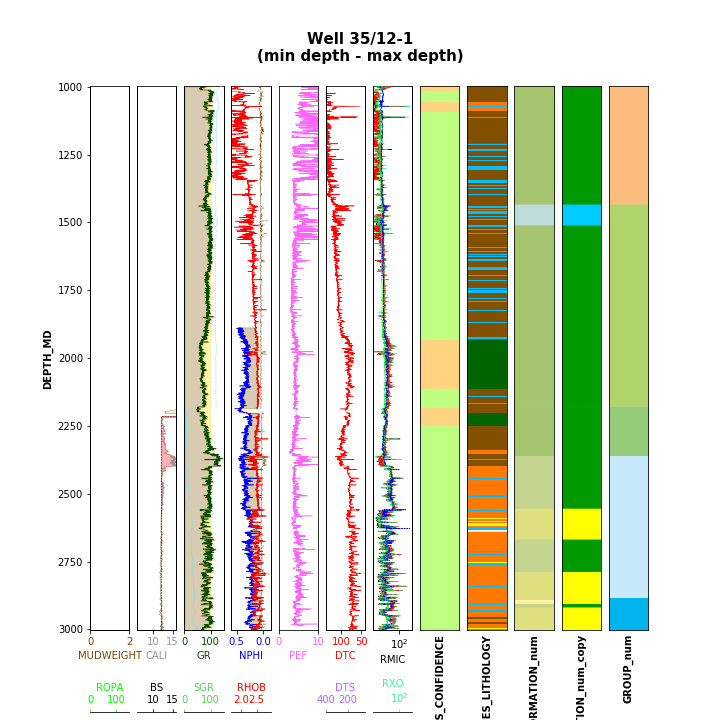 Well 35/12-1
(min depth - max depth)
1000
1250
1500
1750
2000
2250
2500
2750
3000
DEPTH_MD
0 2
10 15
0 100
0.5 0.0
0 10
100 50
10²
MUDWEIGHT CALI GR NPHI PEF DTC RMIC
ROPA BS SGR RHOB DTS RXO
0 100
10 15
0 100
2.02.5
400 200
10²
S_CONFIDENCE
ES_LITHOLOGY
RMATION_num
TION_num_copy
GROUP_num